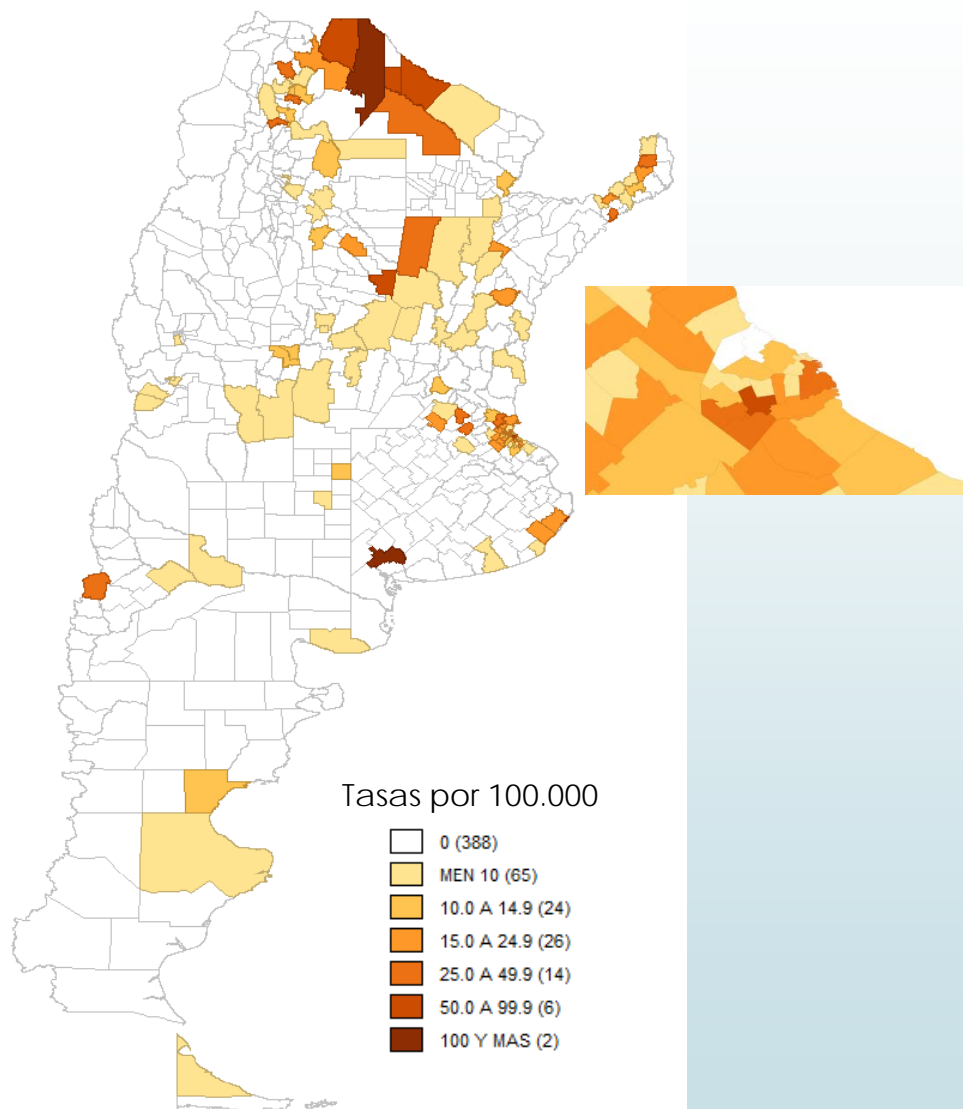 Tasas por 100.000
0 (388)
MEN 10 (65)
10.0 A 14.9 (24)
15.0 A 24.9 (26)
25.0 A 49.9 (14)
50.0 A 99.9 (6)
100 Y MAS (2)